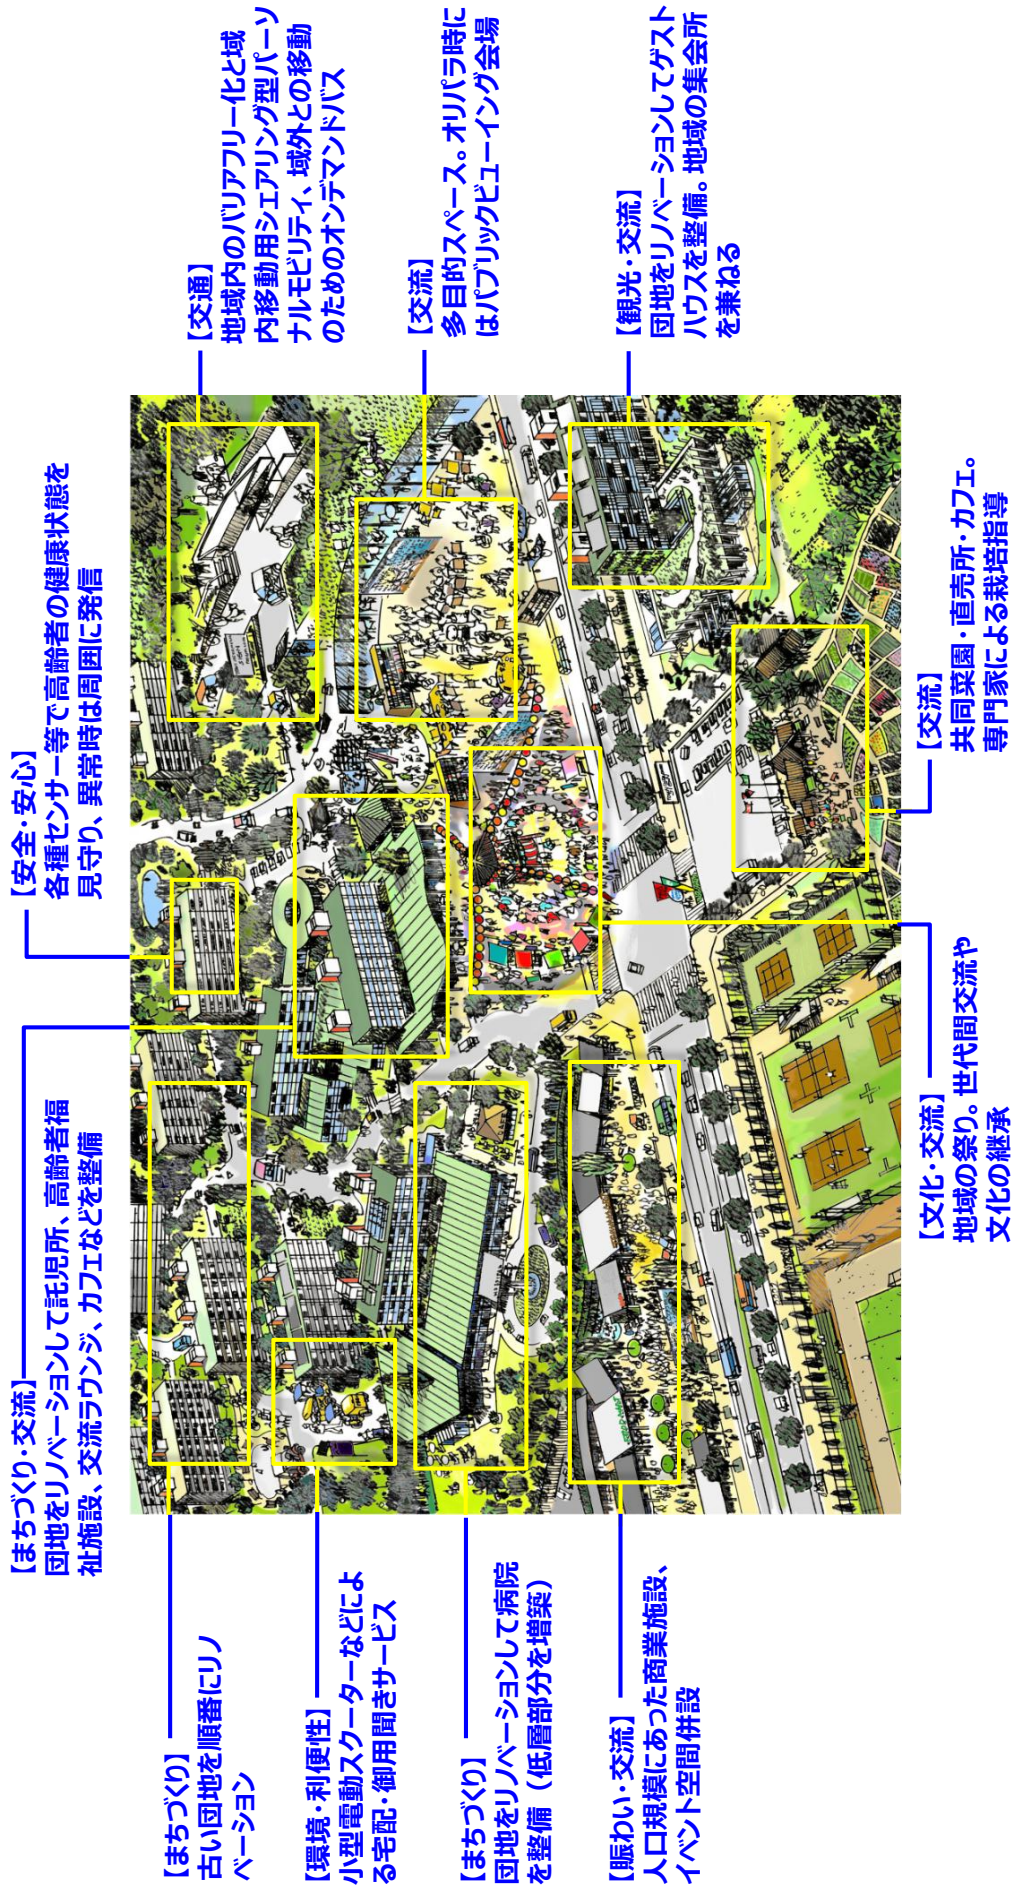 【安全・安心】
各種センサー等で高齢者の健康状態を
見守り、異常時は周囲に発信
【まちづくり・交流】
団地をリノベーションして託児所、高齢者福
祉施設、交流ラウンジ、カフェなどを整備
【まちづくり】
古い団地を順番にリノ
ベーション
【環境・利便性】
小型電動スクーターなどによ
る宅配・御用聞きサービス
【まちづくり】
団地をリノベーションして病院
を整備（低層部分を増築）
【賑わい・交流】
人口規模にあった商業施設、
イベント空間併設
【交通】
地域内のバリアフリー化と域
内移動用シェアリング型パーソ
ナルモビリティ、域外との移動
のためのオンデマンドバス
【交流】
多目的スペース。オリパラ時に
はパブリックビューイング会場
【観光・交流】
団地をリノベーションしてゲスト
ハウスを整備。地域の集会所
を兼ねる
【文化・交流】
地域の祭り。世代間交流や
文化の継承
【交流】
共同菜園・直売所・カフェ。
専門家による栽培指導